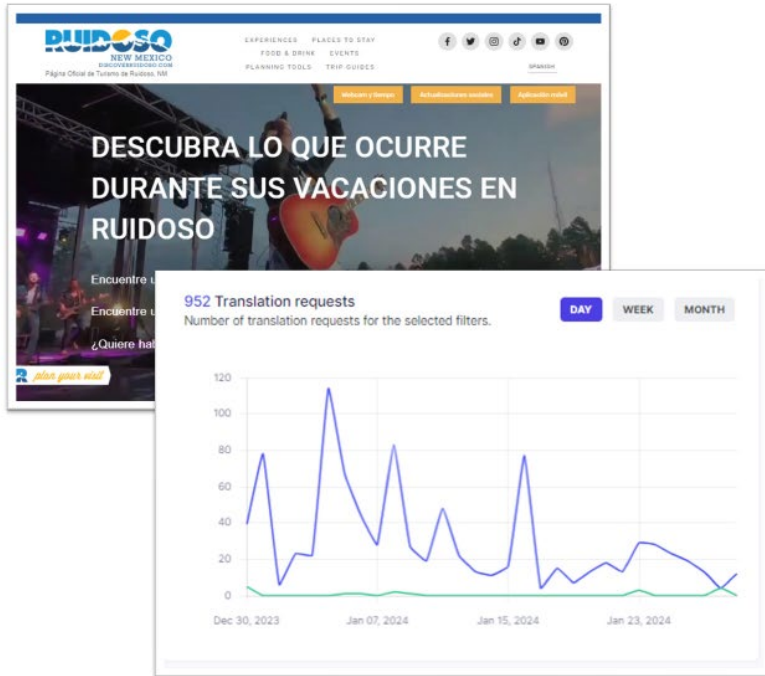 RUIDOSO
NEW MEXICO
DISCOVERRUIDOSO.COM
Página Oficial de Turismo de Ruidoso, NM
EXPERIENCES PLACES TO STAY
FOOD & DRINK EVENTS
PLANNING TOOLS TRIP GUIDES
SPANISH
Webcam y tiempo Actualizaciones sociales Aplicación móvil
DESCUBRA LO QUE OCURRE
DURANTE SUS VACACIONES EN
RUIDOSO
Encuentre
Encuentre
¿Quiere
plan your visit
952 Translation requests
Number of translation requests for the selected filters.
DAY WEEK MONTH
120
100
80
60
40
20
0
Dec 30, 2023 Jan 07, 2024 Jan 15, 2024 Jan 23, 2024